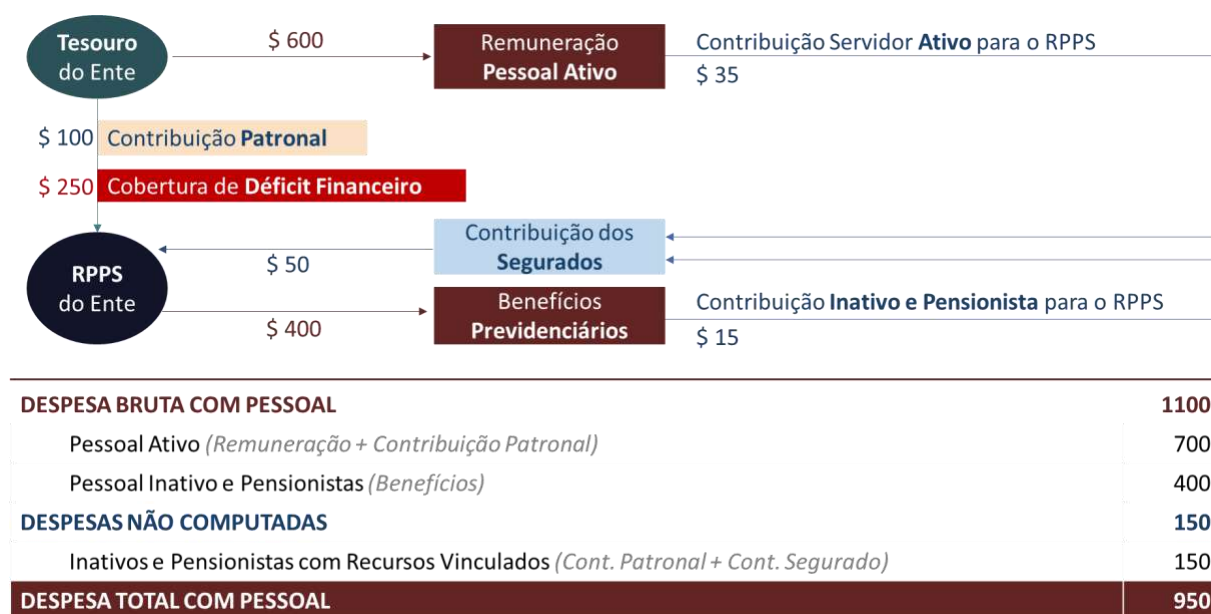 Tesouro
do Ente
$ 600
Remuneração
Pessoal Ativo
Contribuição Servidor Ativo para o RPPS
$ 35
$ 100 Contribuição Patronal
$ 250 Cobertura de Déficit Financeiro
RPPS
do Ente
$ 50
Contribuição dos
Segurados
$ 400
Benefícios
Previdenciários
Contribuição Inativo e Pensionista para o RPPS
$ 15
DESPESA BRUTA COM PESSOAL 1100
Pessoal Ativo (Remuneração + Contribuição Patronal) 700
Pessoal Inativo e Pensionistas (Benefícios) 400
DESPESAS NÃO COMPUTADAS 150
Inativos e Pensionistas com Recursos Vinculados (Cont. Patronal + Cont. Segurado) 150
DESPESA TOTAL COM PESSOAL 950